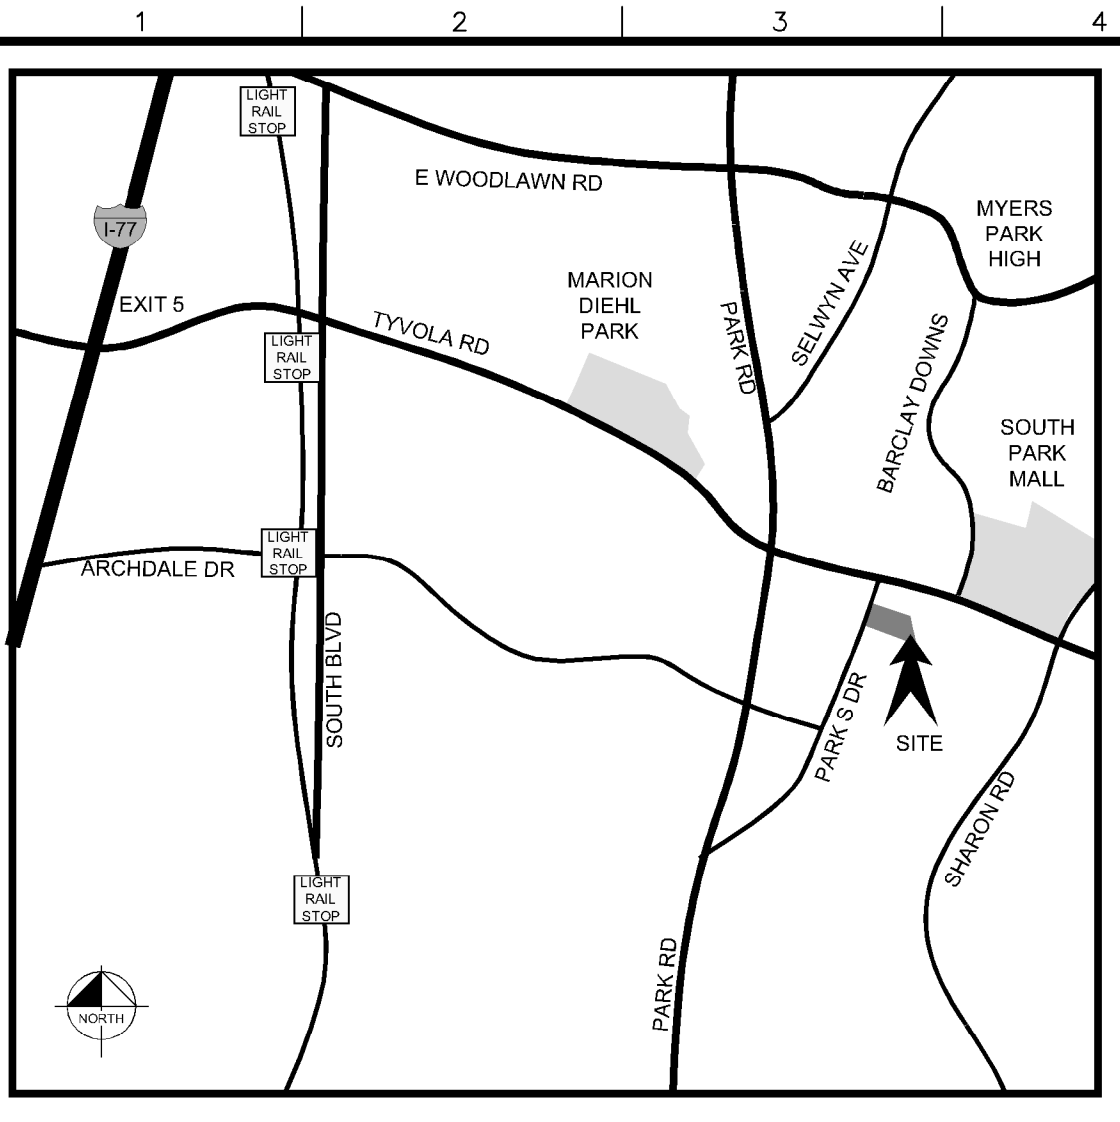 1
2
3
4
LIGHT
RAIL
STOP
E WOODLAWN RD
MYERS
PARK
HIGH
I-77
EXIT 5
MARION
DIEHL
PARK
SELWYN AVE
TYVOLA RD
LIGHT
RAIL
STOP
PARK RD
BARCLAY DOWNS
SOUTH
PARK
MALL
LIGHT
RAIL
STOP
ARCHDALE DR
SOUTH BLVD
PARK S DR
SITE
SHARON RD
LIGHT
RAIL
STOP
PARK RD
NORTH